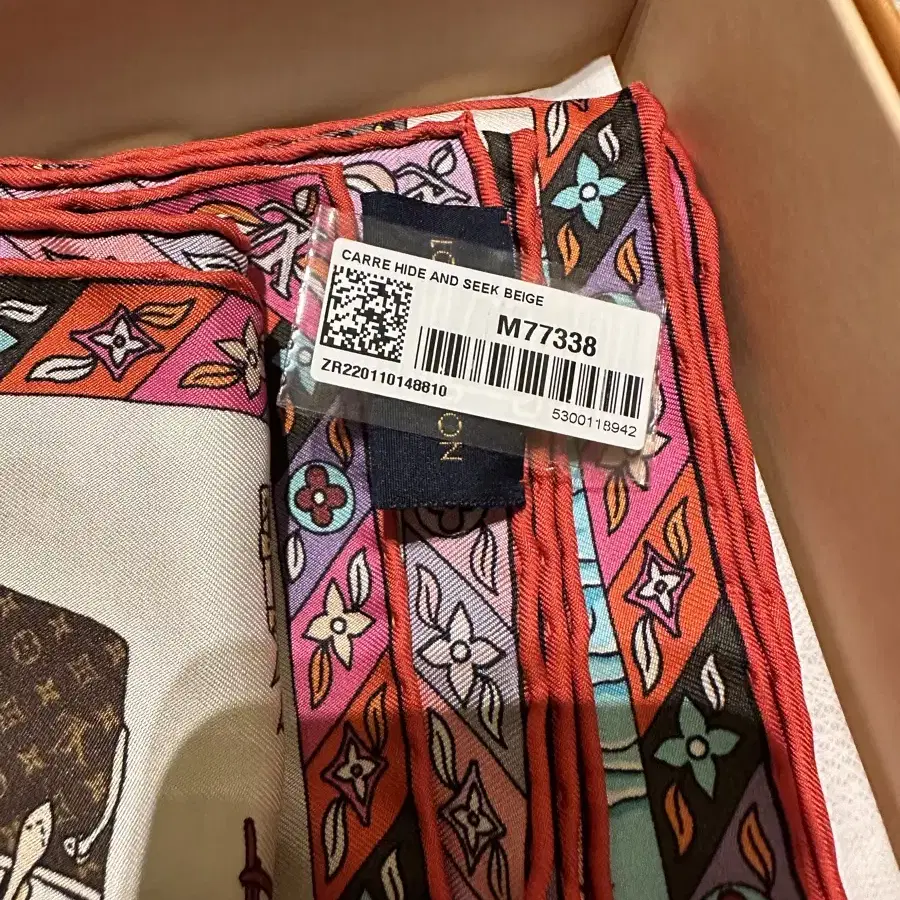 CARRE HIDE AND SEEK BEIGE
M77338
ZR220110148810
5300118942